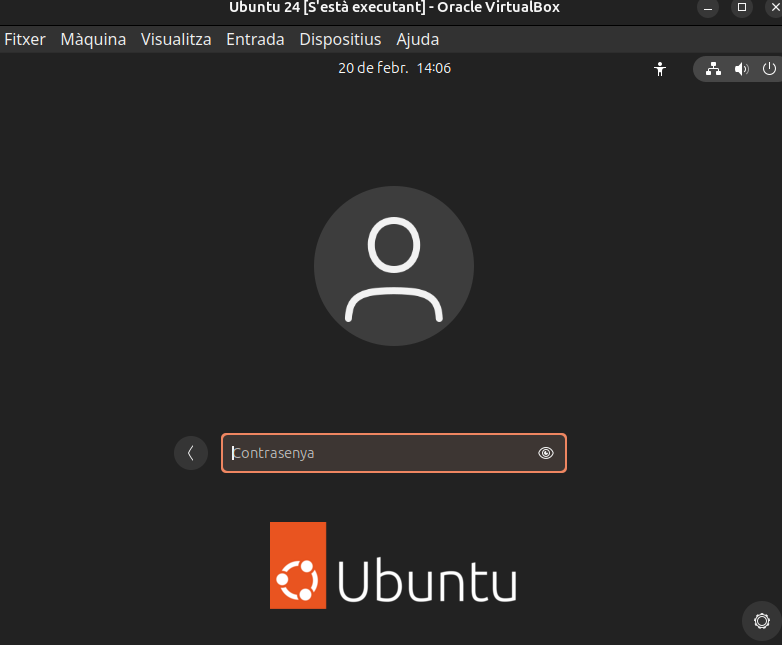 Ubuntu 24 [S'està executant] - Oracle VirtualBox
Fitxer Màquina Visualitza Entrada Dispositius Ajuda
20 de febr. 14:06
Contrasenya
Ubuntu